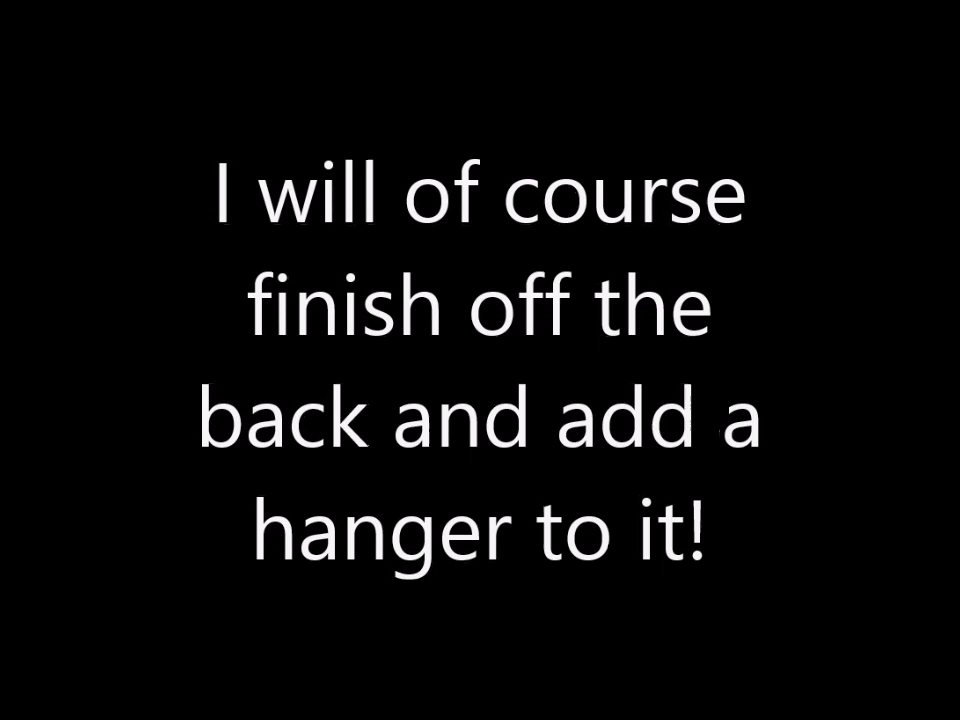 I will of course
finish off the
back and add a
hanger to it!